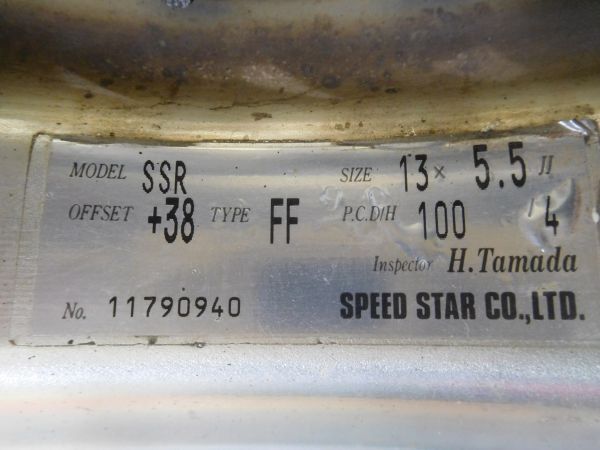 MODEL SSR SIZE 13 × 5.5 JJ
OFFSET +38 TYPE FF P.C.D/H 100 / 4
Inspector H.Tamada
No. 11790940 SPEED STAR CO.,LTD.